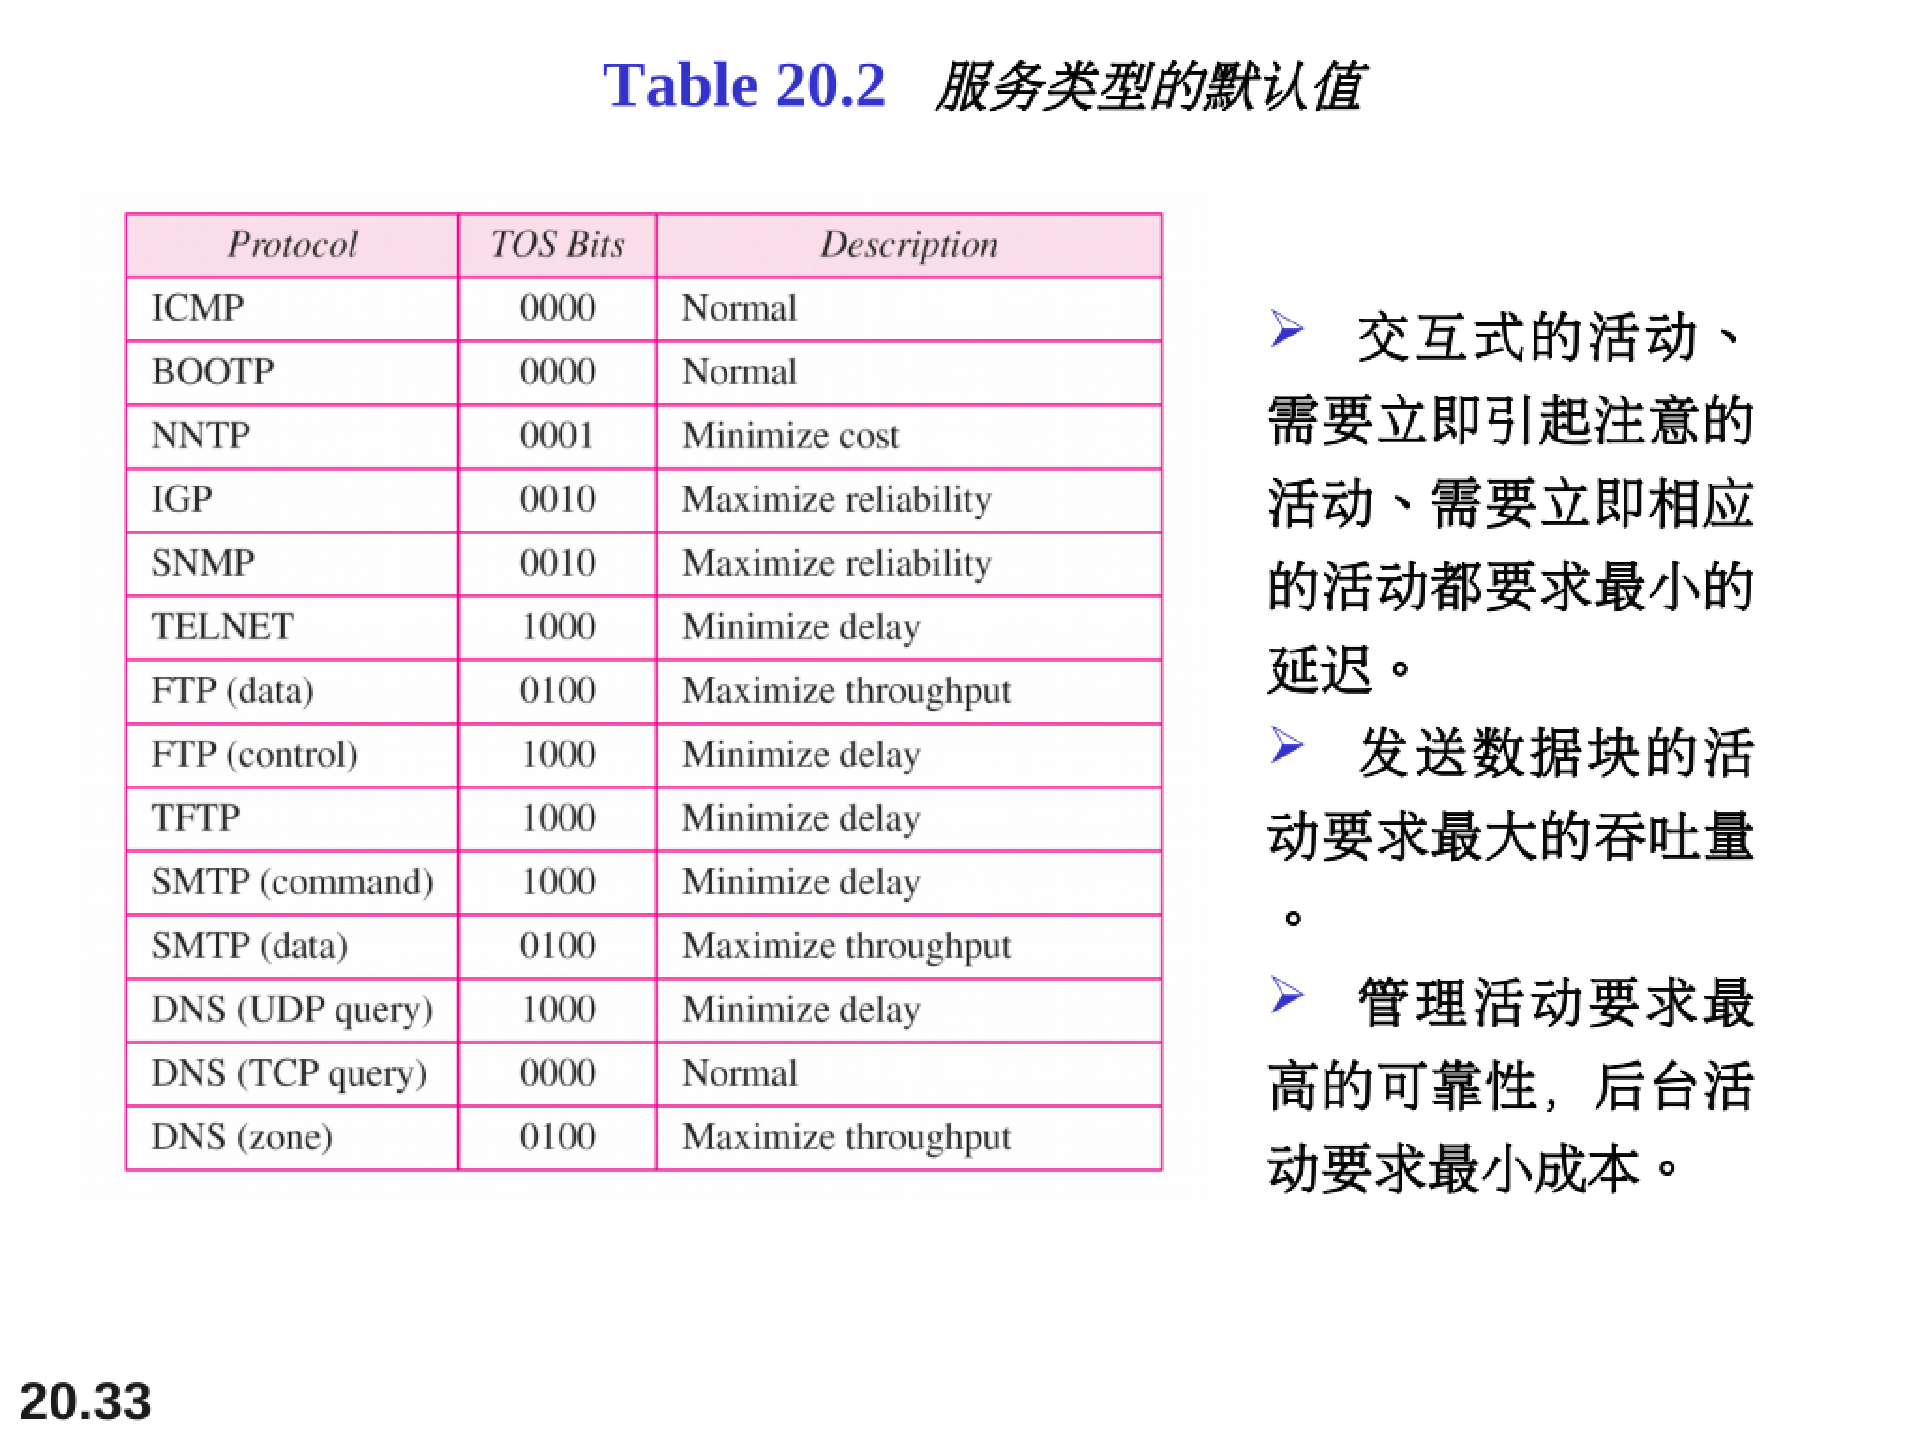 Table 20.2 服务类型的默认值
Protocol TOS Bits Description
ICMP 0000 Normal
BOOTP 0000 Normal
NNTP 0001 Minimize cost
IGP 0010 Maximize reliability
SNMP 0010 Maximize reliability
TELNET 1000 Minimize delay
FTP (data) 0100 Maximize throughput
FTP (control) 1000 Minimize delay
TFTP 1000 Minimize delay
SMTP (command) 1000 Minimize delay
SMTP (data) 0100 Maximize throughput
DNS (UDP query) 1000 Minimize delay
DNS (TCP query) 0000 Normal
DNS (zone) 0100 Maximize throughput
➢ 交互式的活动、
需要立即引起注意的
活动、需要立即相应
的活动都要求最小的
延迟。
➢ 发送数据块的活
动要求最大的吞吐量
。
➢ 管理活动要求最
高的可靠性,后台活
动要求最小成本。
20.33